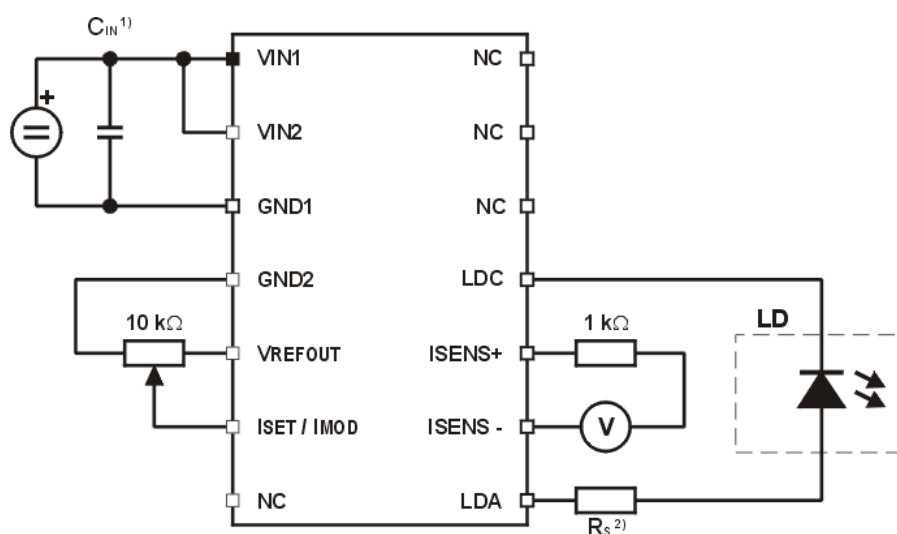 CIN 1)
VIN1
NC
+
VIN2
NC
GND1
NC
GND2
LDC
10 kΩ
1 kΩ
LD
VREFOUT
ISENS+
ISET / IMOD
ISENS -
V
NC
LDA
RS 2)